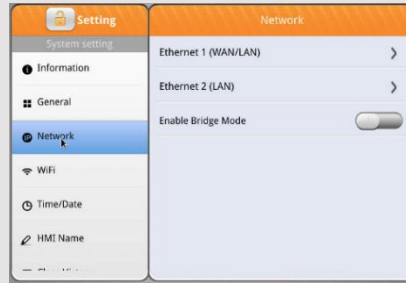 Setting
System setting
Information
General
Network
WiFi
Time/Date
HMI Name
Network
Ethernet 1 (WAN/LAN)
Ethernet 2 (LAN)
Enable Bridge Mode